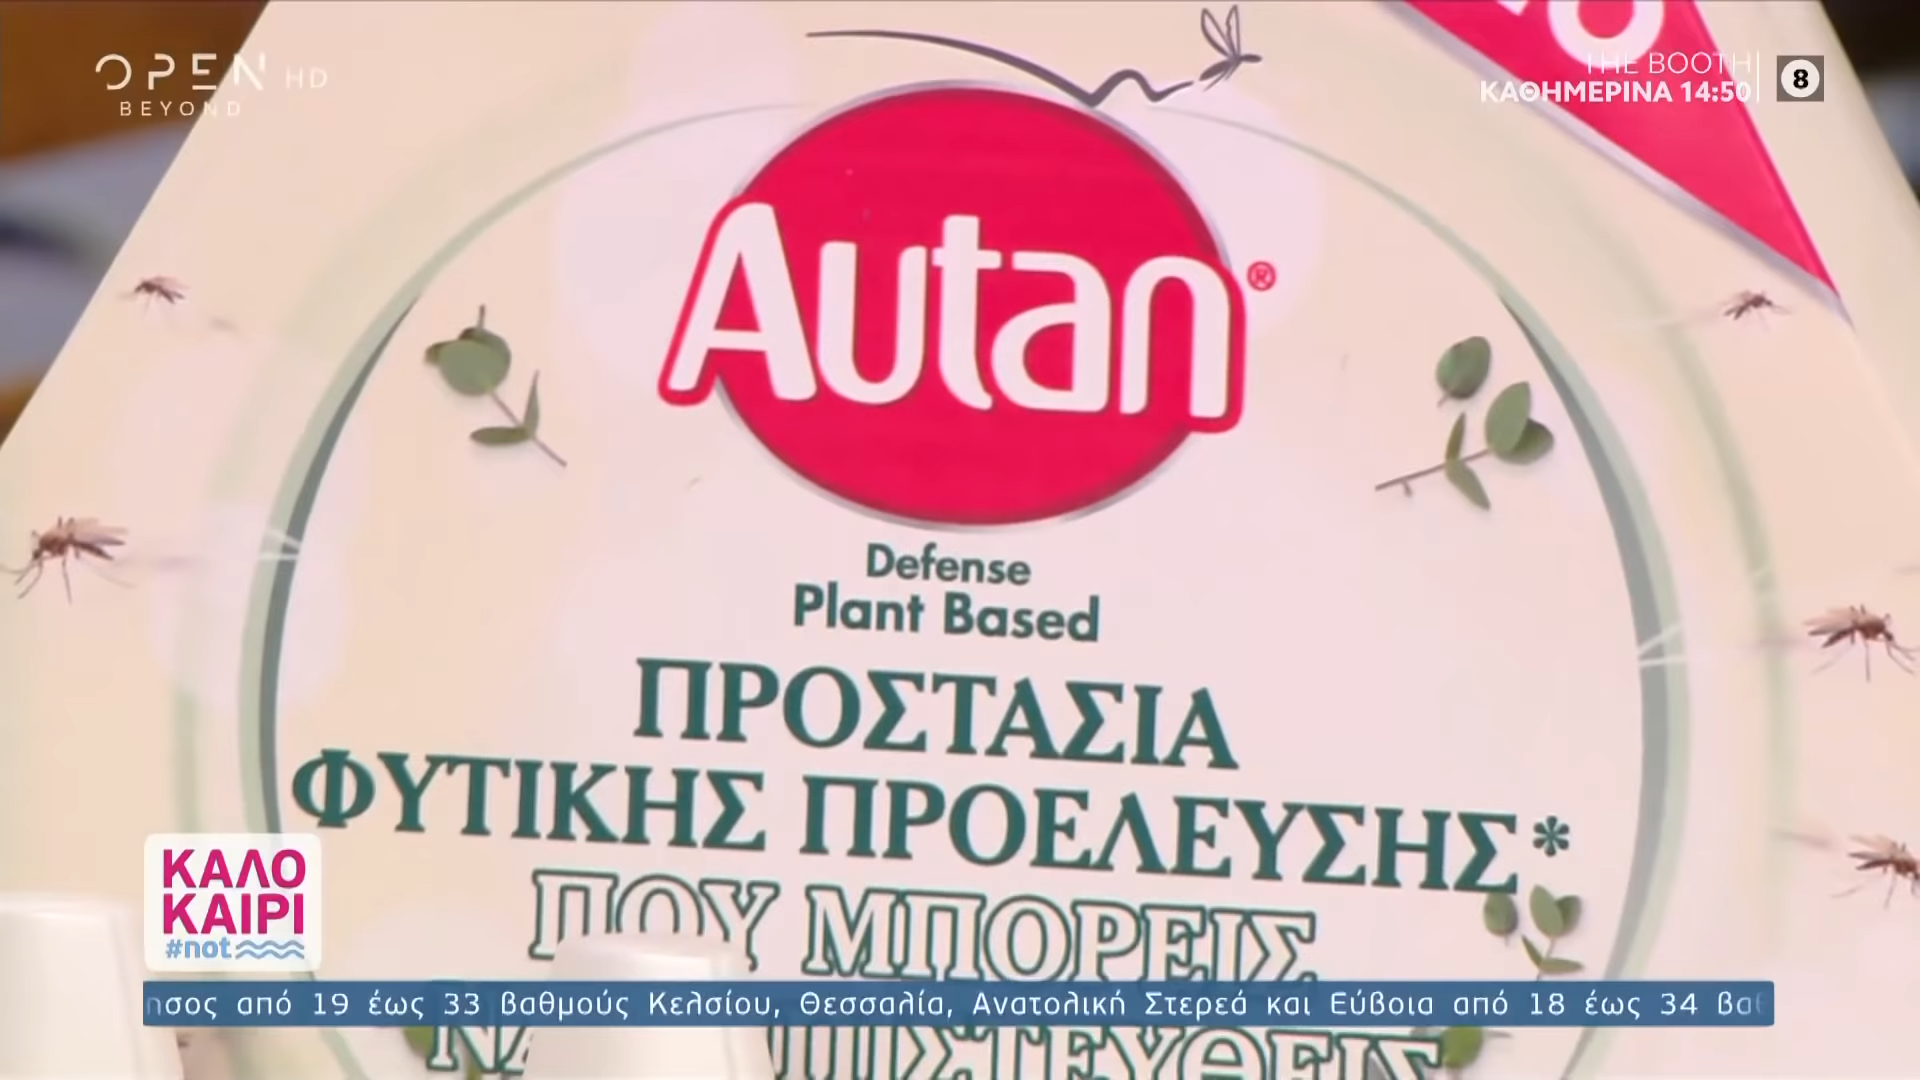 OPEN HD
BEYOND
THE BOOTH
ΚΑΘΗΜΕΡΙΝΑ 14:50
8
Autan®
Defense
Plant Based
ΠΡΟΣΤΑΣΙΑ
ΦΥΤΙΚΗΣ ΠΡΟΕΛΕΥΣΗΣ*
ΠΟΥ ΜΠΟΡΕΙΣ
ΚΑΛΟ
ΚΑΙΡΙ
#not
από 19 έως 33 βαθμούς Κελσίου, Θεσσαλία, Ανατολική Στερεά και Εύβοια από 18 έως 34